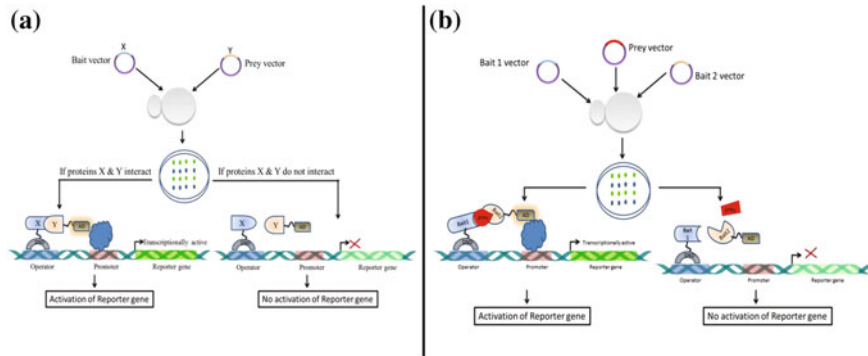 (a)
X
Y
Bait vector
Prey vector
If proteins X & Y interact
If proteins X & Y do not interact
X
Y
AD
X
Y
AD
Transcriptionally active
Operator
Promoter
Reporter gene
Operator
Promoter
Reporter gene
Activation of Reporter gene
No activation of Reporter gene
(b)
Prey vector
Bait 1 vector
Bait 2 vector
Bait1
AD
Bait
AD
Transcriptionally active
Operator
Promoter
Reporter gene
Operator
Promoter
Reporter gene
Activation of Reporter gene
No activation of Reporter gene